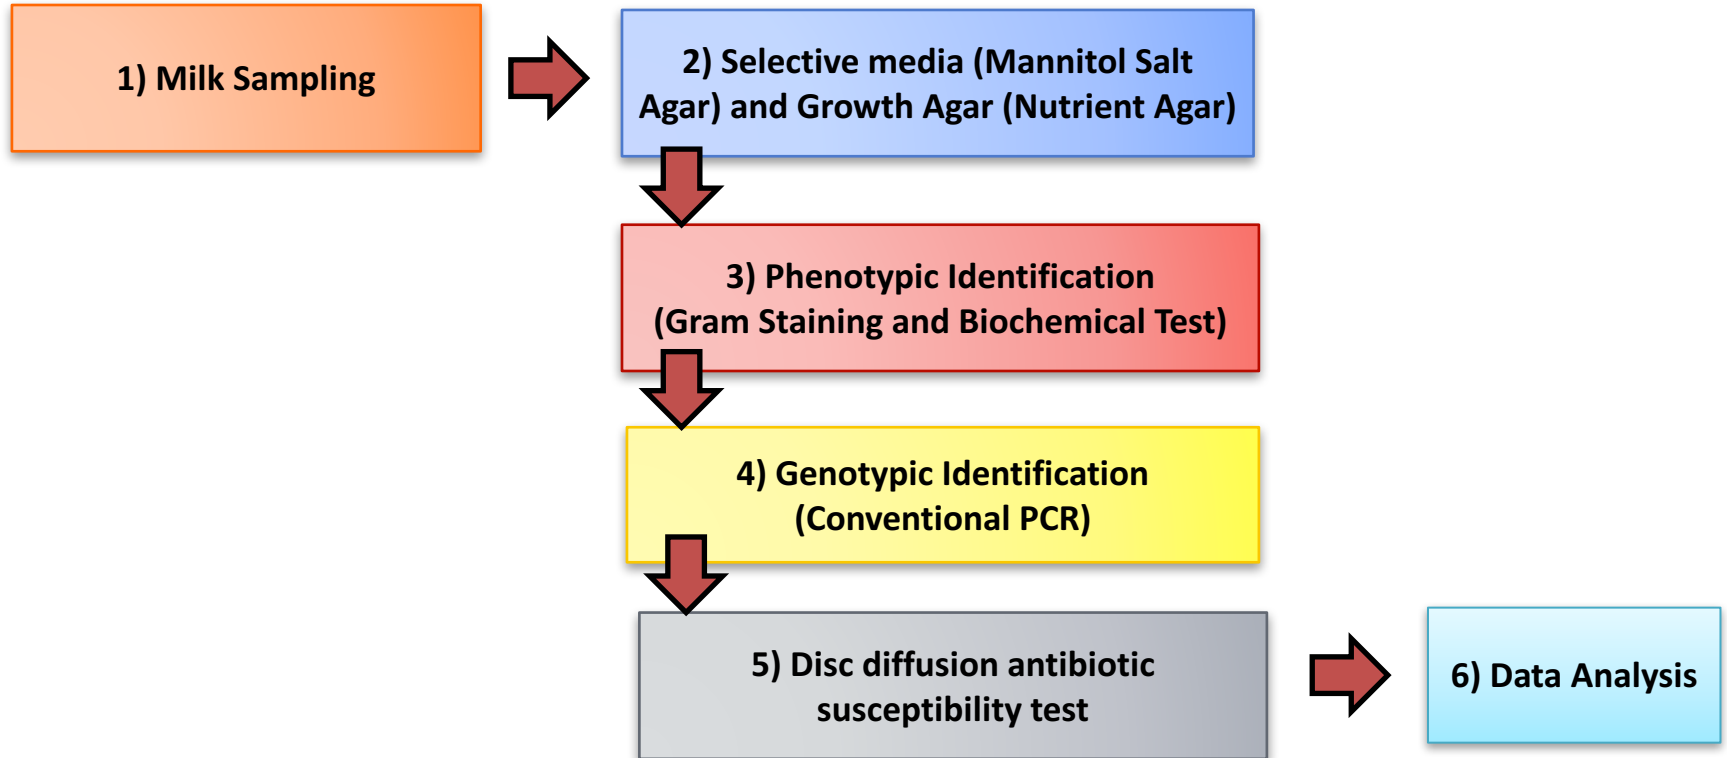 1) Milk Sampling
2) Selective media (Mannitol Salt
Agar) and Growth Agar (Nutrient Agar)
3) Phenotypic Identification
(Gram Staining and Biochemical Test)
4) Genotypic Identification
(Conventional PCR)
5) Disc diffusion antibiotic
susceptibility test
6) Data Analysis